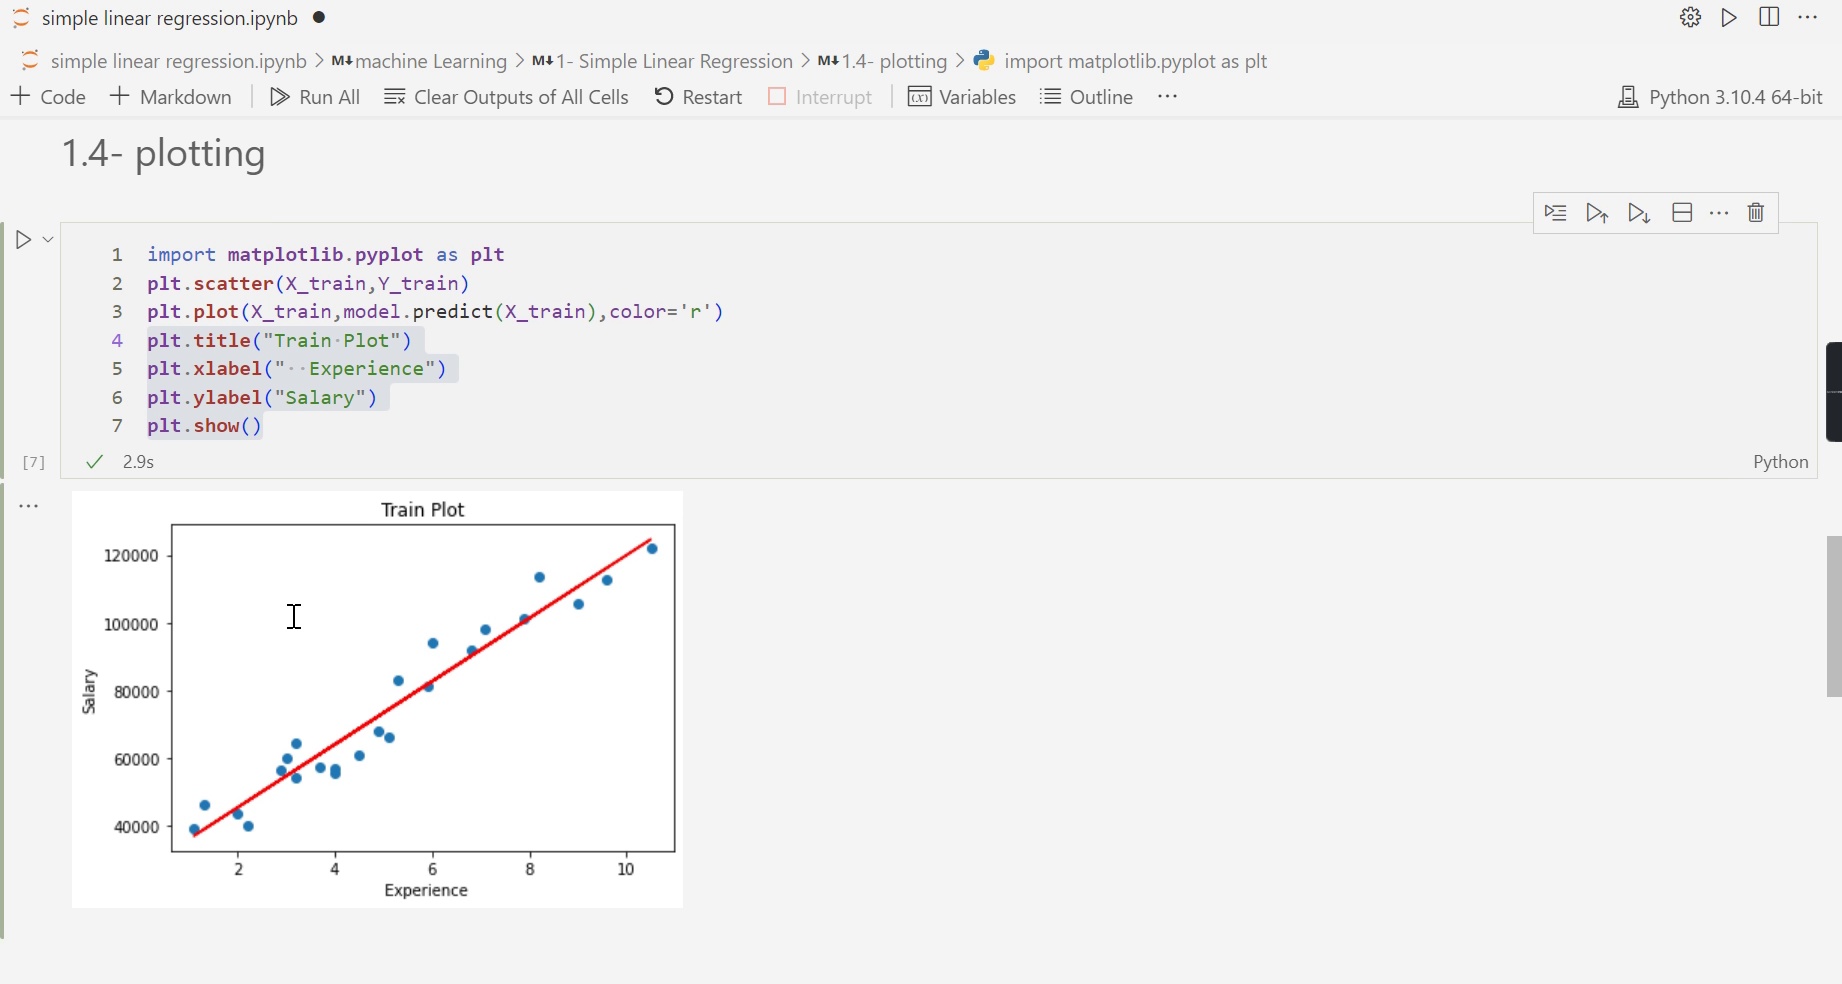 simple linear regression.ipynb
simple linear regression.ipynb > M↓ machine Learning > M↓ 1- Simple Linear Regression > M↓ 1.4- plotting > import matplotlib.pyplot as plt
+ Code + Markdown | Run All Clear Outputs of All Cells Restart Interrupt | Variables Outline ··· Python 3.10.4 64-bit
1.4- plotting
1 import matplotlib.pyplot as plt
2 plt.scatter(X_train,Y_train)
3 plt.plot(X_train,model.predict(X_train),color='r')
4 plt.title("Train·Plot")
5 plt.xlabel("··Experience")
6 plt.ylabel("Salary")
7 plt.show()
[7] 2.9s Python
Train Plot
120000
100000
80000
60000
40000
Salary
2 4 6 8 10
Experience